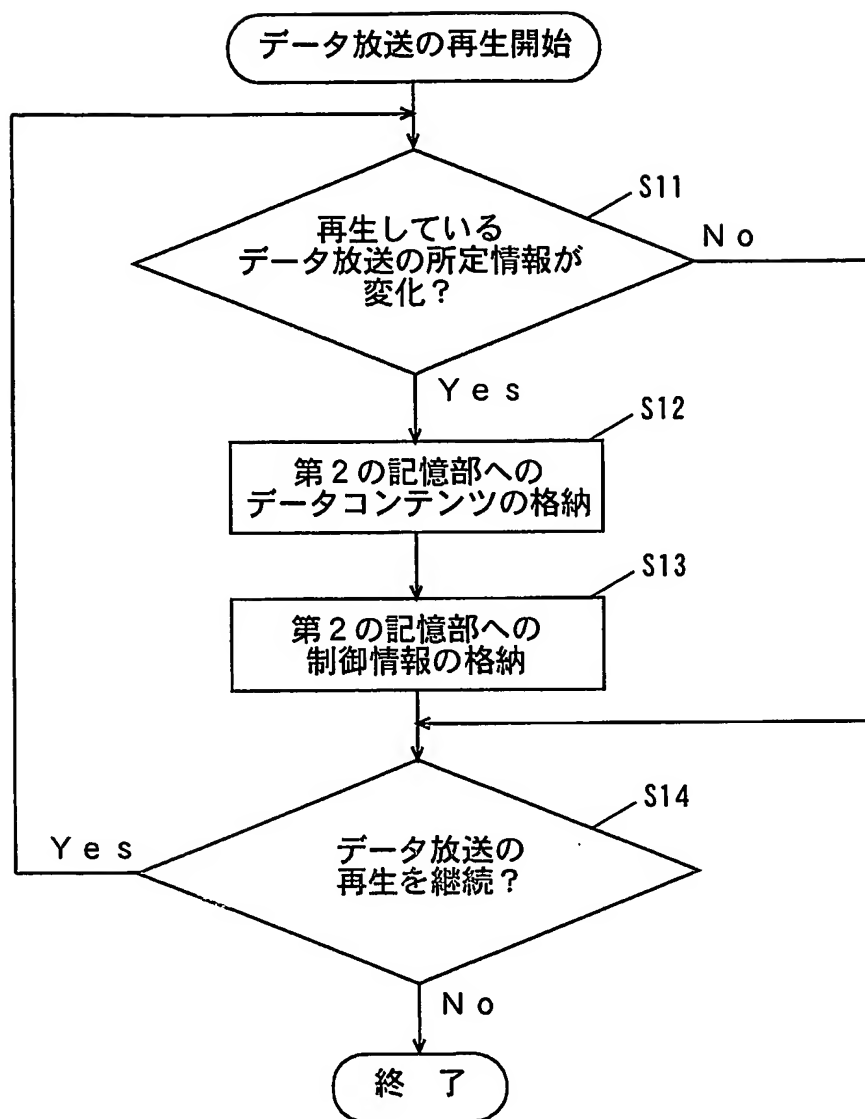 データ放送の再生開始
S11
再生している
データ放送の所定情報が
変化?
No
Yes
S12
第2の記憶部への
データコンテンツの格納
S13
第2の記憶部への
制御情報の格納
S14
Yes
データ放送の
再生を継続?
No
終 了